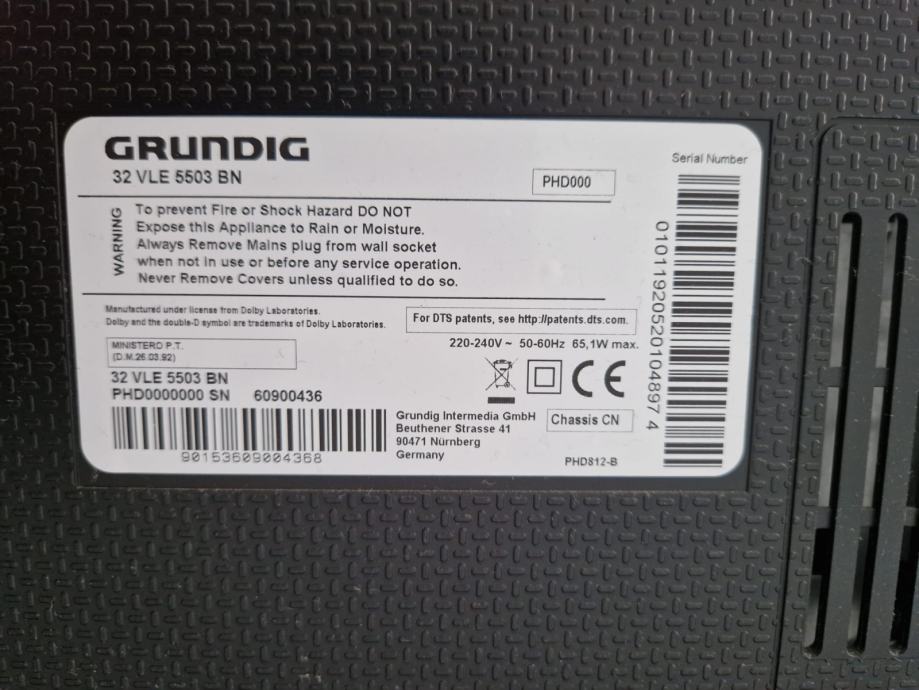 GRUNDIG
32 VLE 5503 BN
PHD000
Serial Number
WARNING
To prevent Fire or Shock Hazard DO NOT
Expose this Appliance to Rain or Moisture.
Always Remove Mains plug from wall socket
when not in use or before any service operation.
Never Remove Covers unless qualified to do so.
Manufactured under license from Dolby Laboratories.
Dolby and the double-D symbol are trademarks of Dolby Laboratories.
For DTS patents, see http://patents.dts.com.
MINISTERO P.T.
(D.M.26.03.92)
220-240V ~ 50-60Hz 65,1W max.
32 VLE 5503 BN
PHD0000000 SN 60900436
90153609004368
CE
Grundig Intermedia GmbH
Beuthener Strasse 41
90471 Nürnberg
Germany
Chassis CN
PHD812-B
01011920520104897 4